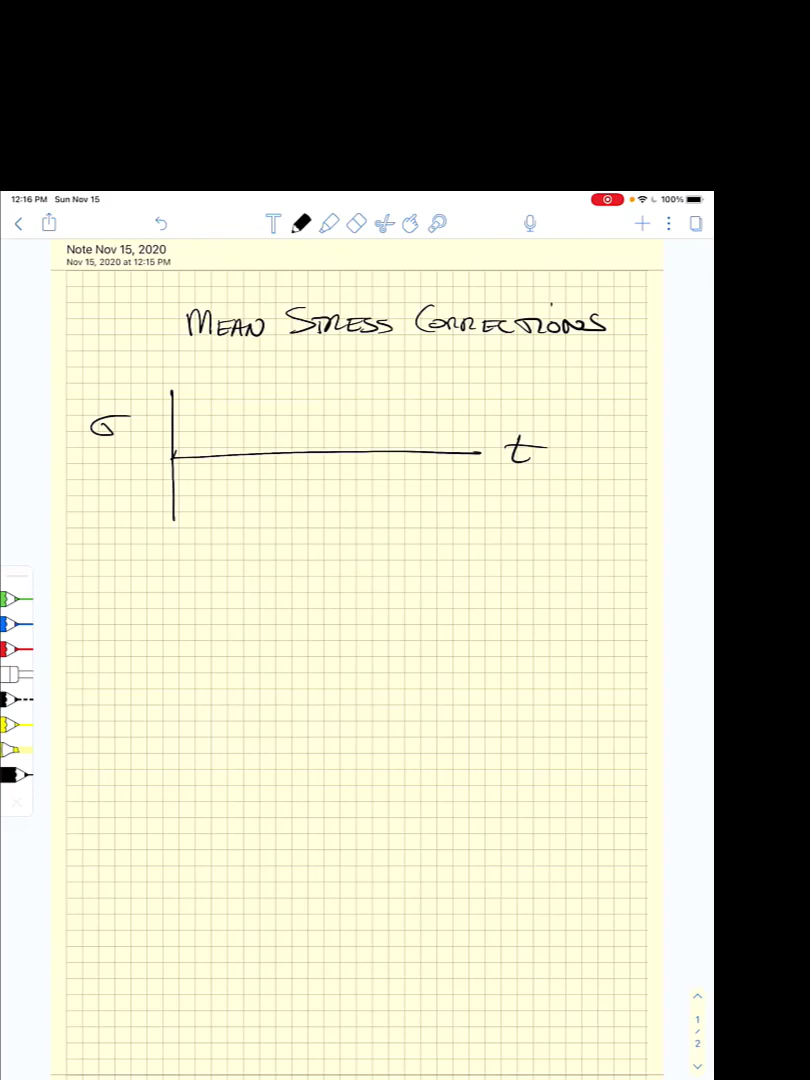 12:16 PM Sun Nov 15
100%
T
Note Nov 15, 2020
Nov 15, 2020 at 12:15 PM
MEAN STRESS CORRECTIONS
σ
t
1
/
2